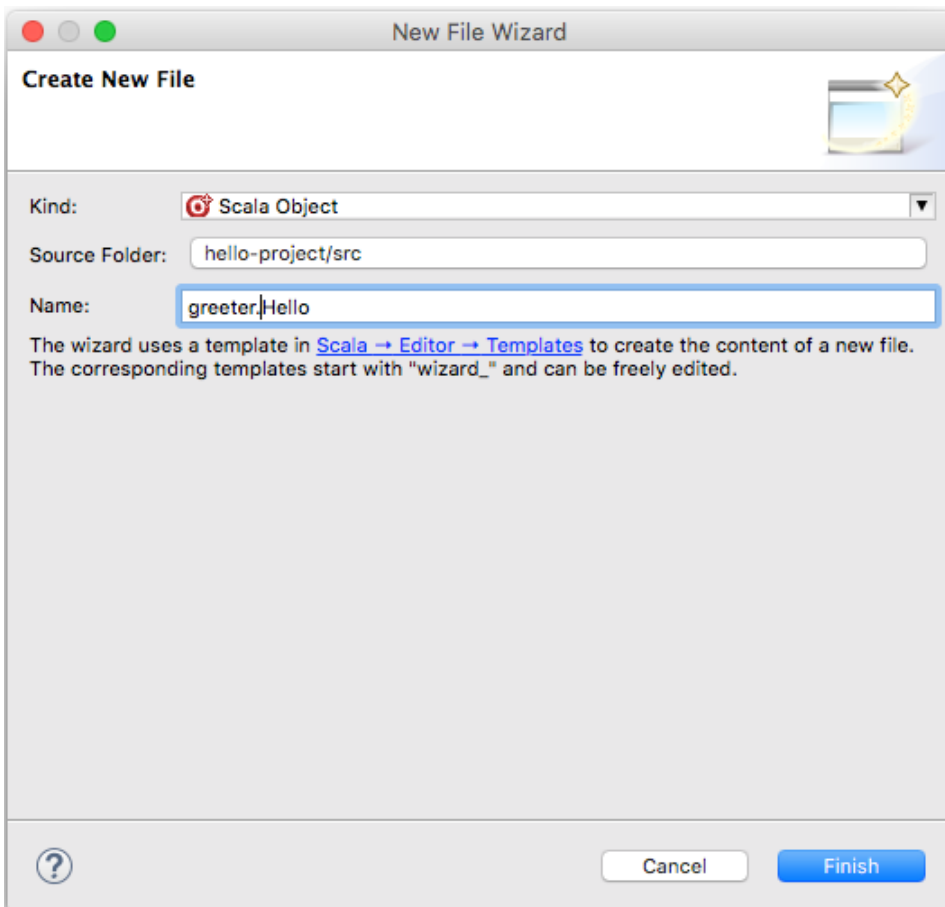 New File Wizard
Create New File
Kind: Scala Object
Source Folder: hello-project/src
Name: greeter.Hello
The wizard uses a template in Scala → Editor → Templates to create the content of a new file.
The corresponding templates start with "wizard_" and can be freely edited.
? Cancel Finish